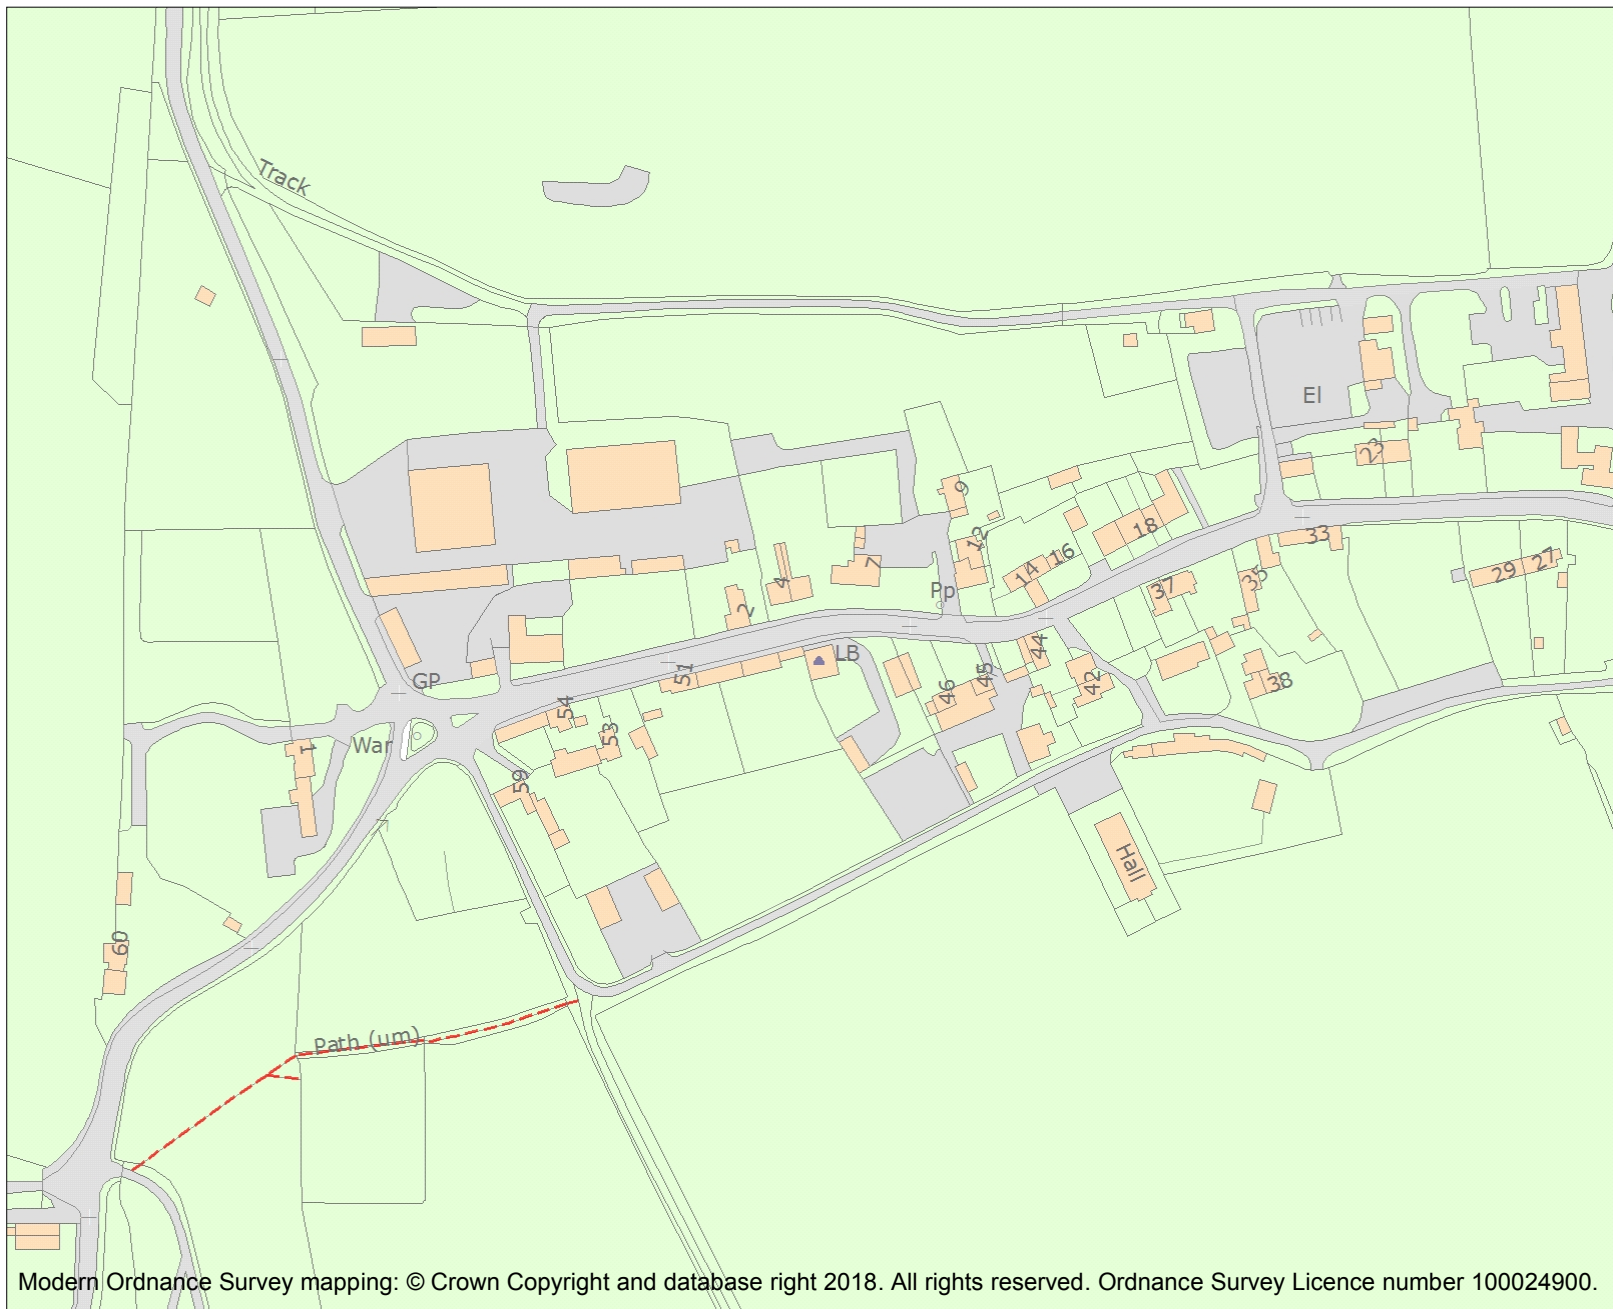 Track
El
23
9
18
12
16
14
7
4
2
Pp
33
27
29
35
37
44
LB
51
45
46
42
38
GP
54
53
War
1
59
Hall
60
Path (um)
Modern Ordnance Survey mapping: © Crown Copyright and database right 2018. All rights reserved. Ordnance Survey Licence number 100024900.